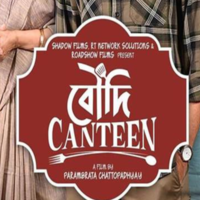 SHADOW FILMS, RT NETWORK SOLUTIONS &
ROADSHOW FILMS PRESENT
বৌদি
CANTEEN
A FILM BY
PARAMBRATA CHATTOPADHYAY